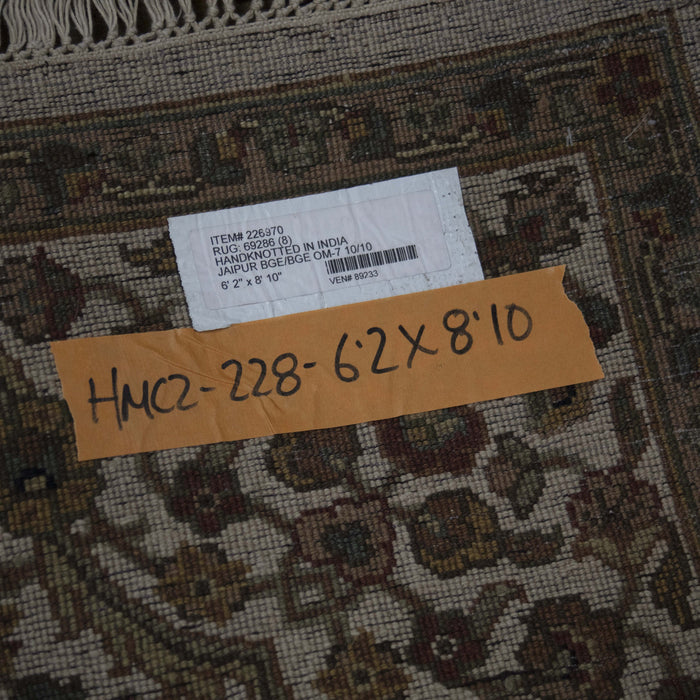 ITEM# 226970
RUG: 69286 (8)
HANDKNOTTED IN INDIA
JAIPUR BGE/BGE OM-7 10/10
6' 2" x 8' 10"
VEN# 89233
HMC2-228-6'2X8'10